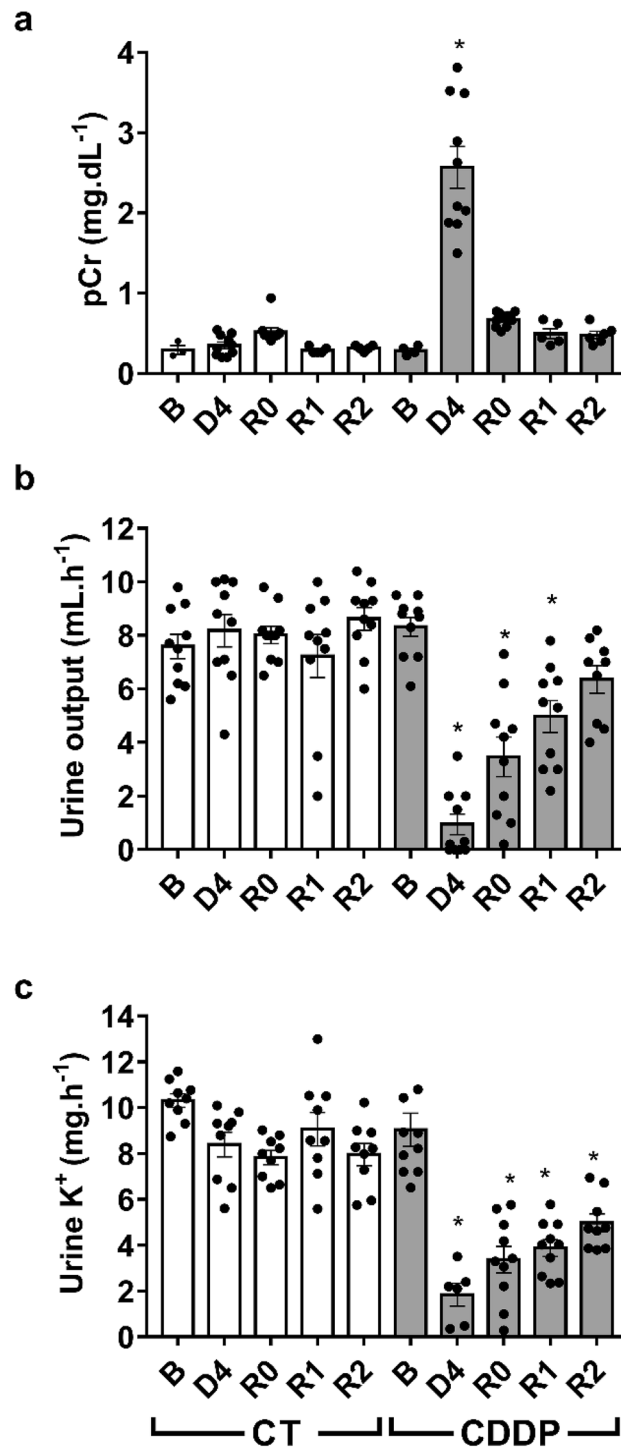 a
pCr (mg.dL⁻¹)
4
3
2
1
0
*
B D4 R0 R1 R2 B D4 R0 R1 R2
b
Urine output (mL.h⁻¹)
12
10
8
6
4
2
0
* * *
B D4 R0 R1 R2 B D4 R0 R1 R2
c
Urine K⁺ (mg.h⁻¹)
14
12
10
8
6
4
2
0
* * * *
B D4 R0 R1 R2 B D4 R0 R1 R2
CT CDDP